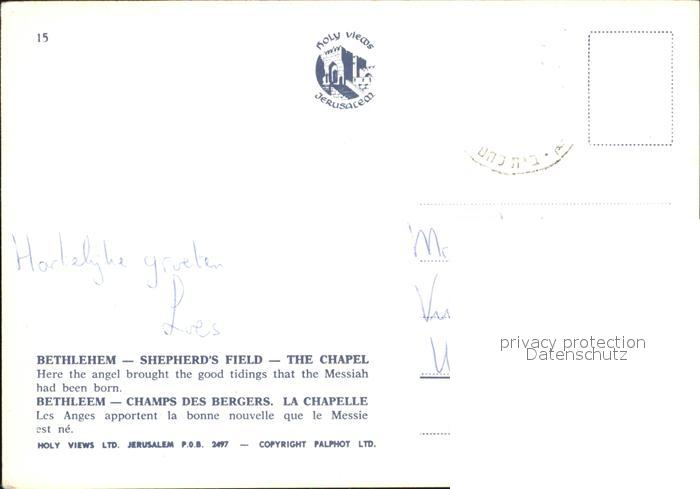 15
HOLY VIEWS
JERUSALEM
בית לחם
Hartelijke groeten
BETHLEHEM — SHEPHERD'S FIELD — THE CHAPEL
Here the angel brought the good tidings that the Messiah
had been born.
BETHLEEM — CHAMPS DES BERGERS. LA CHAPELLE
Les Anges apportent la bonne nouvelle que le Messie
est né.
HOLY VIEWS LTD. JERUSALEM P.O.B. 2497 — COPYRIGHT PALPHOT LTD.
privacy protection
Datenschutz